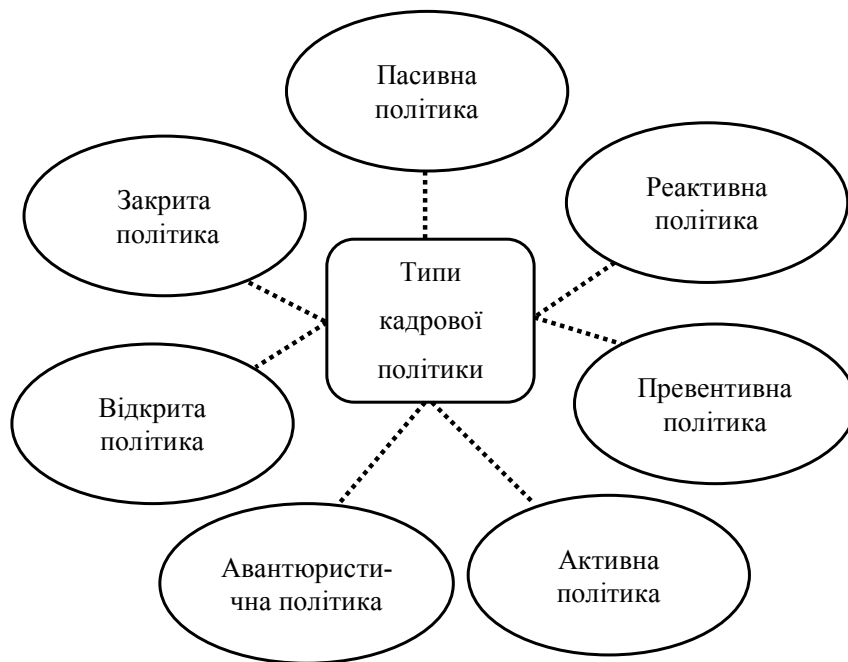 Пасивна
політика
Реактивна
політика
Закрита
політика
Типи
кадрової
політики
Превентивна
політика
Відкрита
політика
Авантюристи-
чна політика
Активна
політика